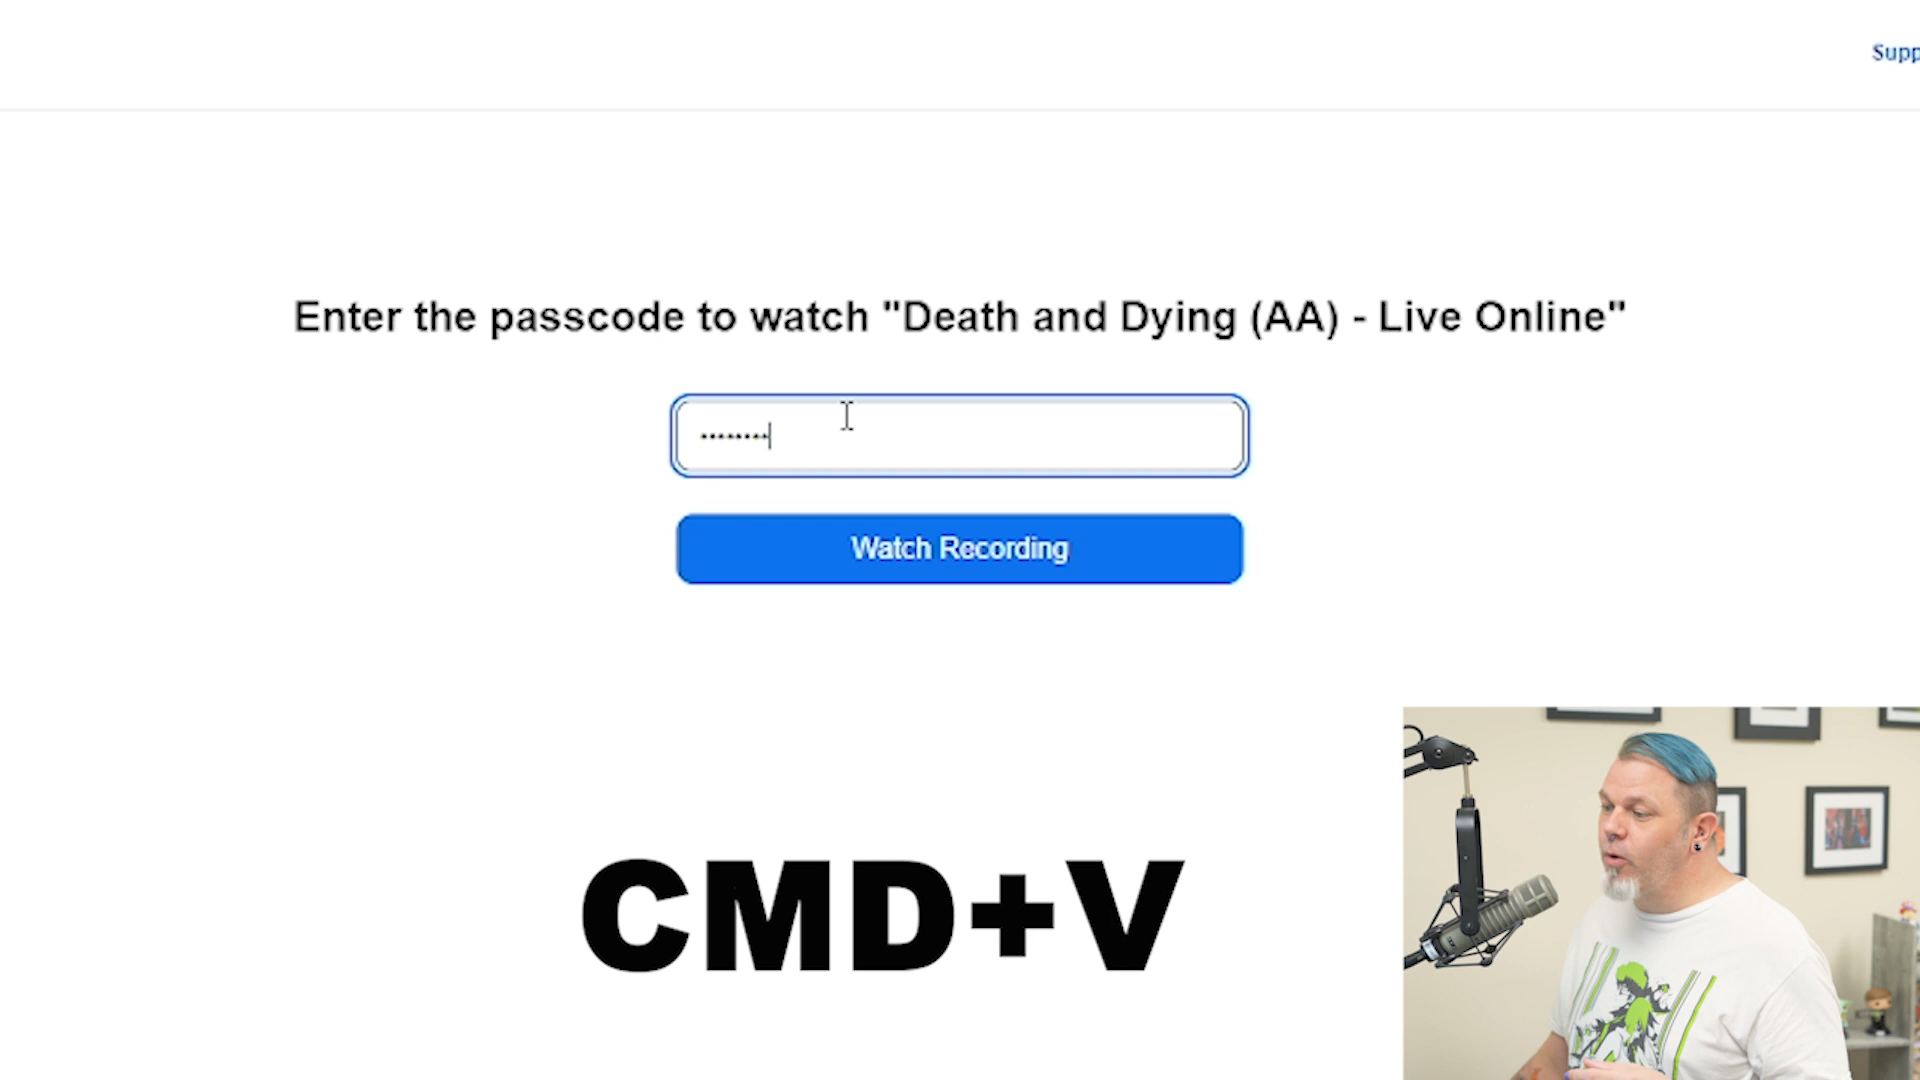 Supp
Enter the passcode to watch "Death and Dying (AA) - Live Online"
Watch Recording
CMD+V